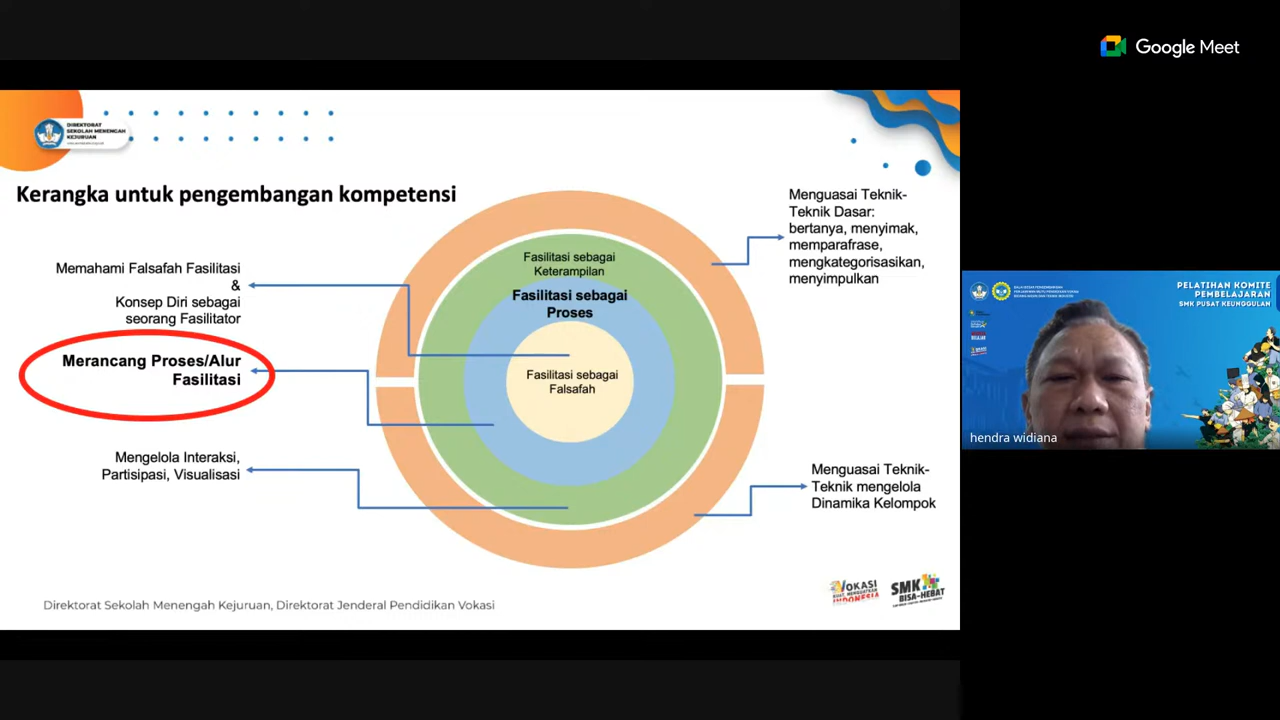 Google Meet
DIREKTORAT
SEKOLAH MENENGAH
KEJURUAN
Kerangka untuk pengembangan kompetensi
Memahami Falsafah Fasilitasi
&
Konsep Diri sebagai
seorang Fasilitator
Merancang Proses/Alur
Fasilitasi
Mengelola Interaksi,
Partisipasi, Visualisasi
Fasilitasi sebagai
Keterampilan
Fasilitasi sebagai
Proses
Fasilitasi sebagai
Falsafah
Menguasai Teknik-
Teknik Dasar:
bertanya, menyimak,
memparafrase,
mengkategorisasikan,
menyimpulkan
Menguasai Teknik-
Teknik mengelola
Dinamika Kelompok
Direktorat Sekolah Menengah Kejuruan, Direktorat Jenderal Pendidikan Vokasi
VOKASI
INDONESIA
SMK
BISA-HEBAT
PELATIHAN KOMITE
PEMBELAJARAN
SMK PUSAT KEUNGGULAN
hendra widiana